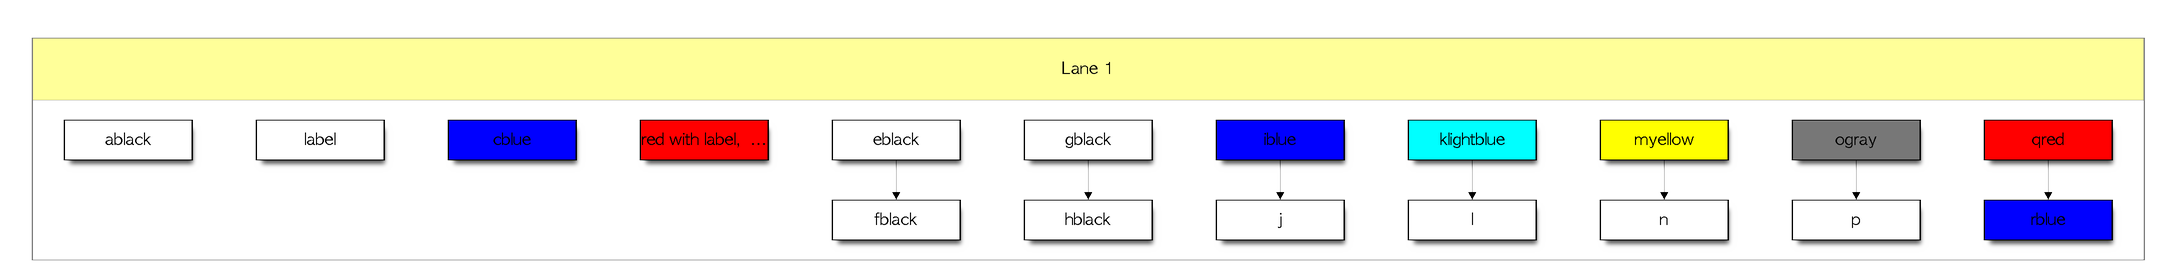 Lane 1
ablack
label
cblue
red with label, ...
eblack
gblack
iblue
klightblue
myellow
ogray
qred
fblack
hblack
j
l
n
p
rblue